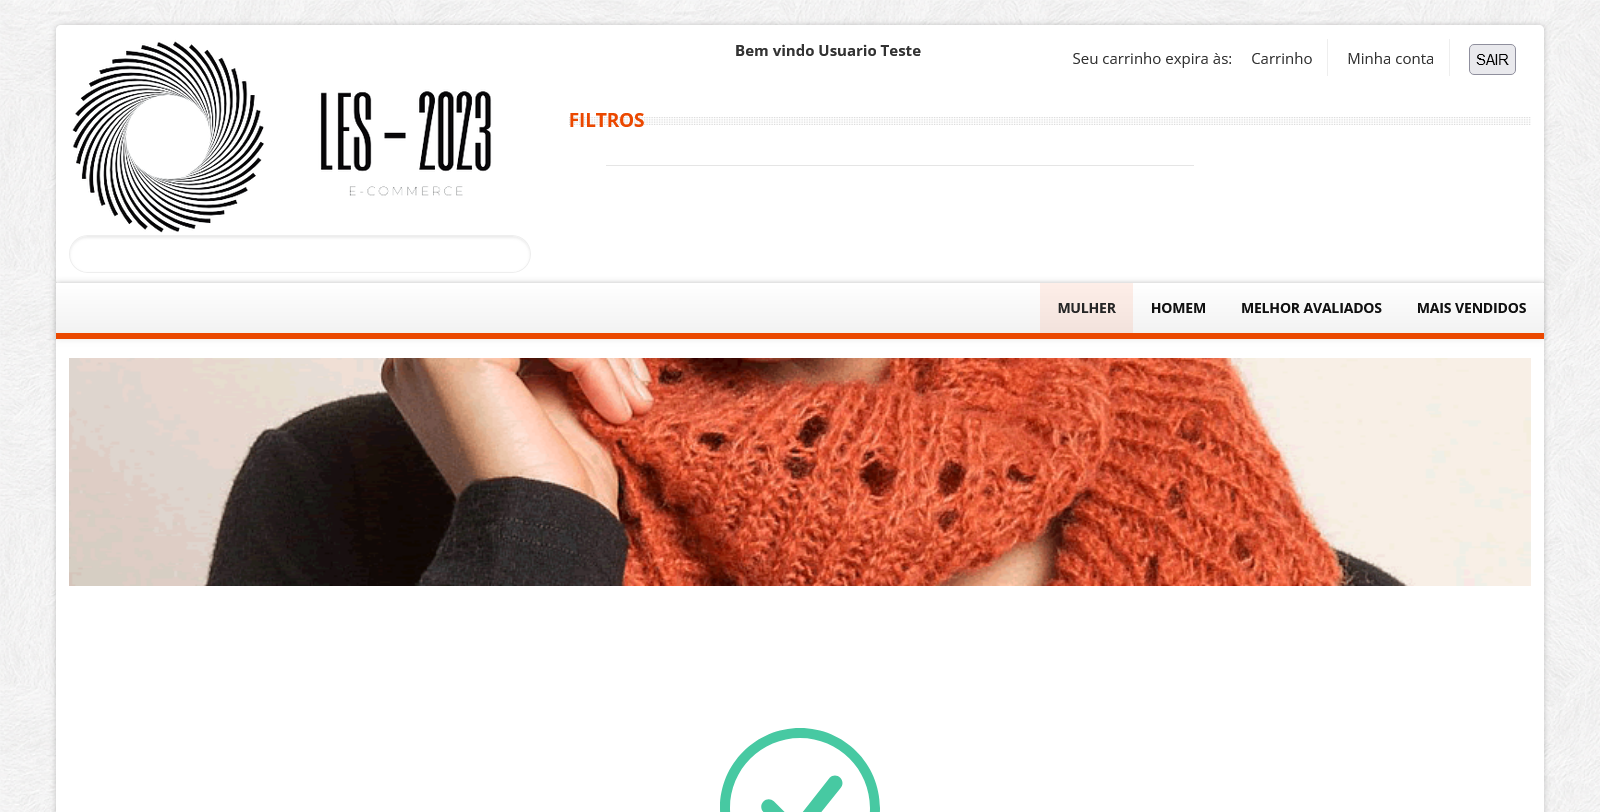 Bem vindo Usuario Teste
Seu carrinho expira às: Carrinho Minha conta SAIR
LES – 2023
E-COMMERCE
FILTROS
MULHER HOMEM MELHOR AVALIADOS MAIS VENDIDOS